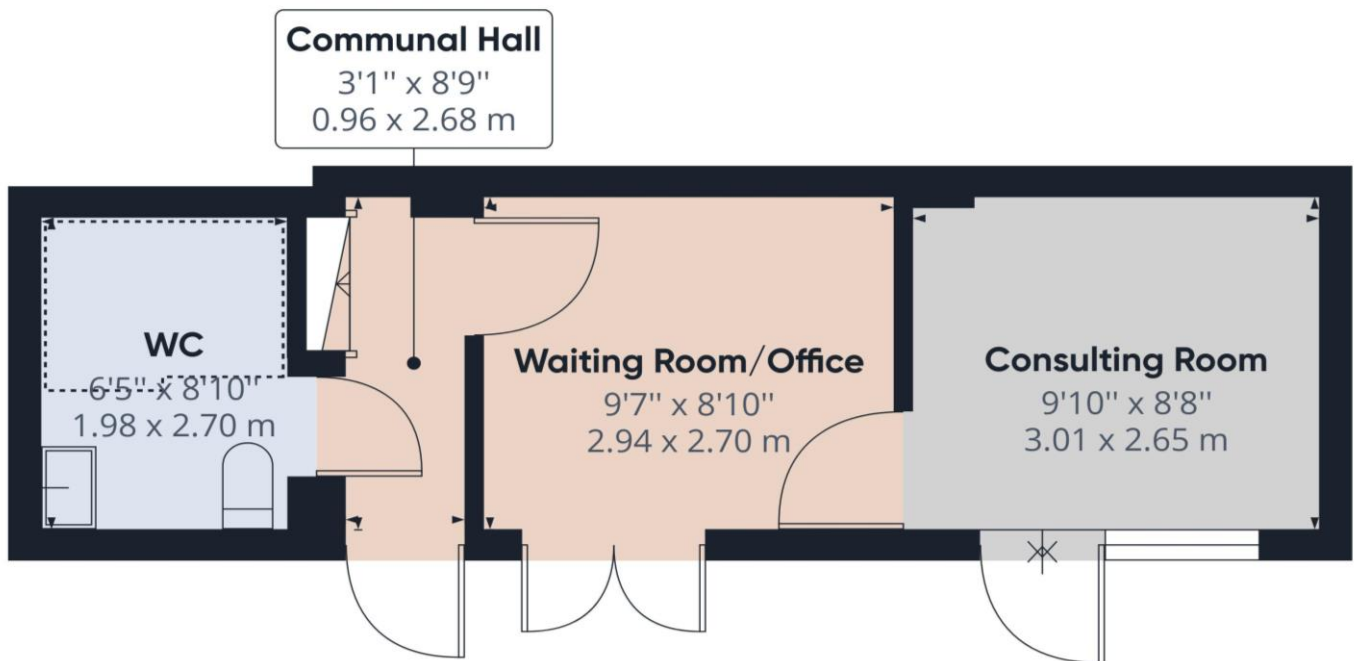 Communal Hall
3'1'' x 8'9''
0.96 x 2.68 m
WC
6'5'' x 8'10''
1.98 x 2.70 m
Waiting Room/Office
9'7'' x 8'10''
2.94 x 2.70 m
Consulting Room
9'10'' x 8'8''
3.01 x 2.65 m